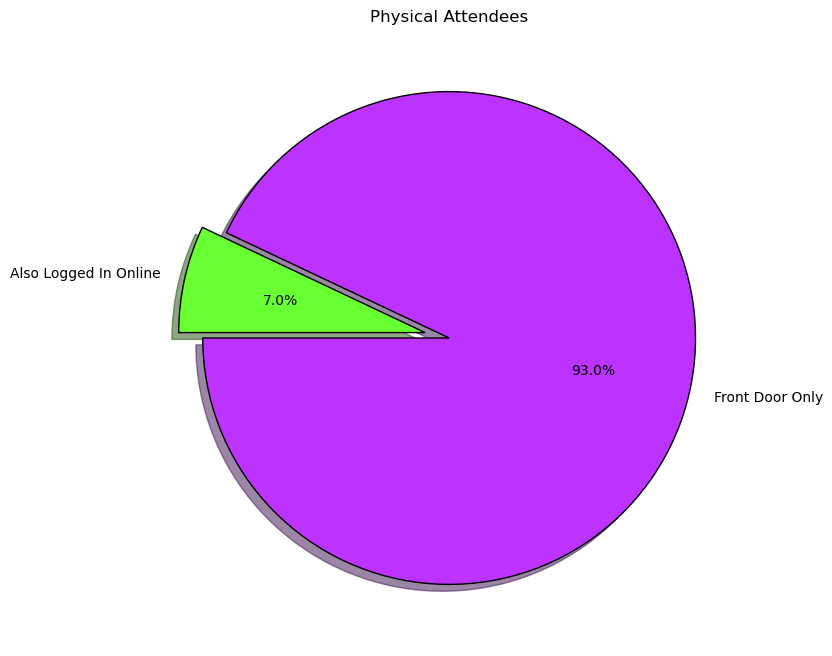 Physical Attendees
Also Logged In Online
7.0%
93.0%
Front Door Only